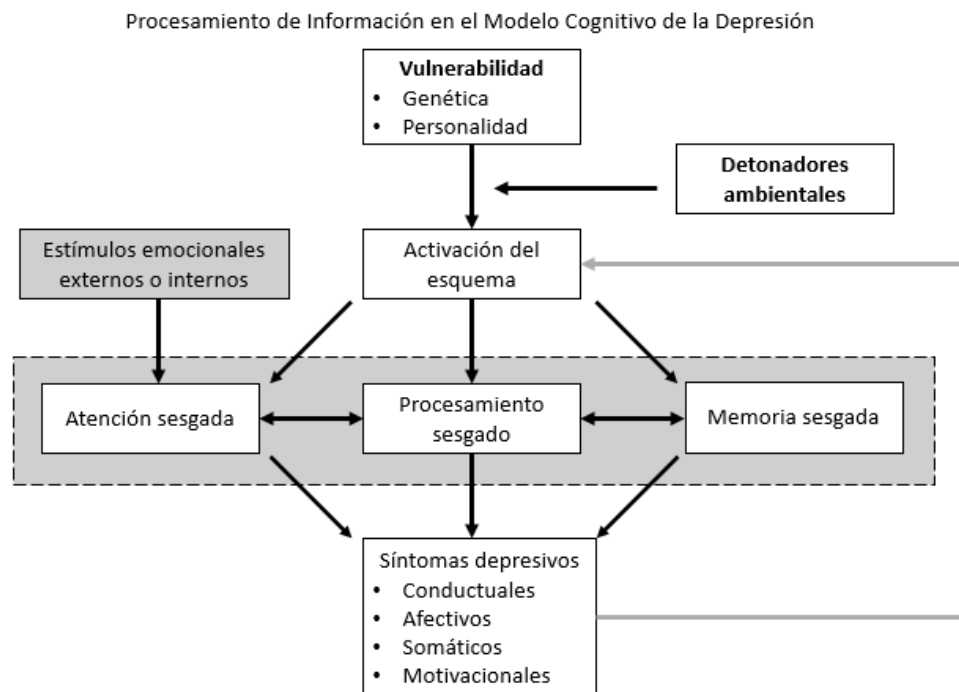 Procesamiento de Información en el Modelo Cognitivo de la Depresión
Vulnerabilidad
• Genética
• Personalidad
Detonadores
ambientales
Estímulos emocionales
externos o internos
Activación del
esquema
Atención sesgada
Procesamiento
sesgado
Memoria sesgada
Síntomas depresivos
• Conductuales
• Afectivos
• Somáticos
• Motivacionales